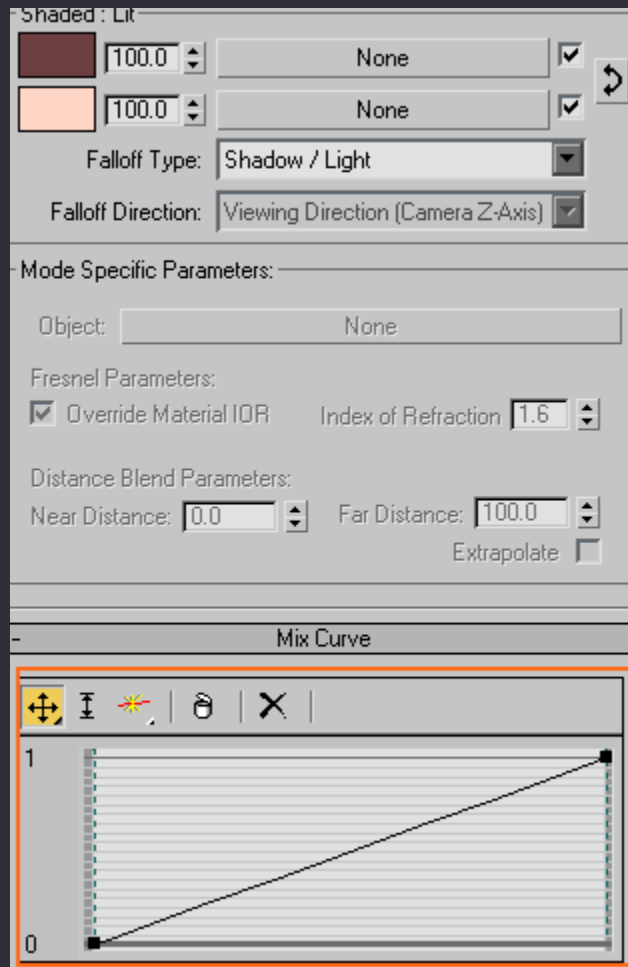 Shaded : Lit
100.0 None
100.0 None
Falloff Type: Shadow / Light
Falloff Direction: Viewing Direction (Camera Z-Axis)
Mode Specific Parameters:
Object: None
Fresnel Parameters:
Override Material IOR Index of Refraction 1.6
Distance Blend Parameters:
Near Distance: 0.0 Far Distance: 100.0
Extrapolate
- Mix Curve
1
0